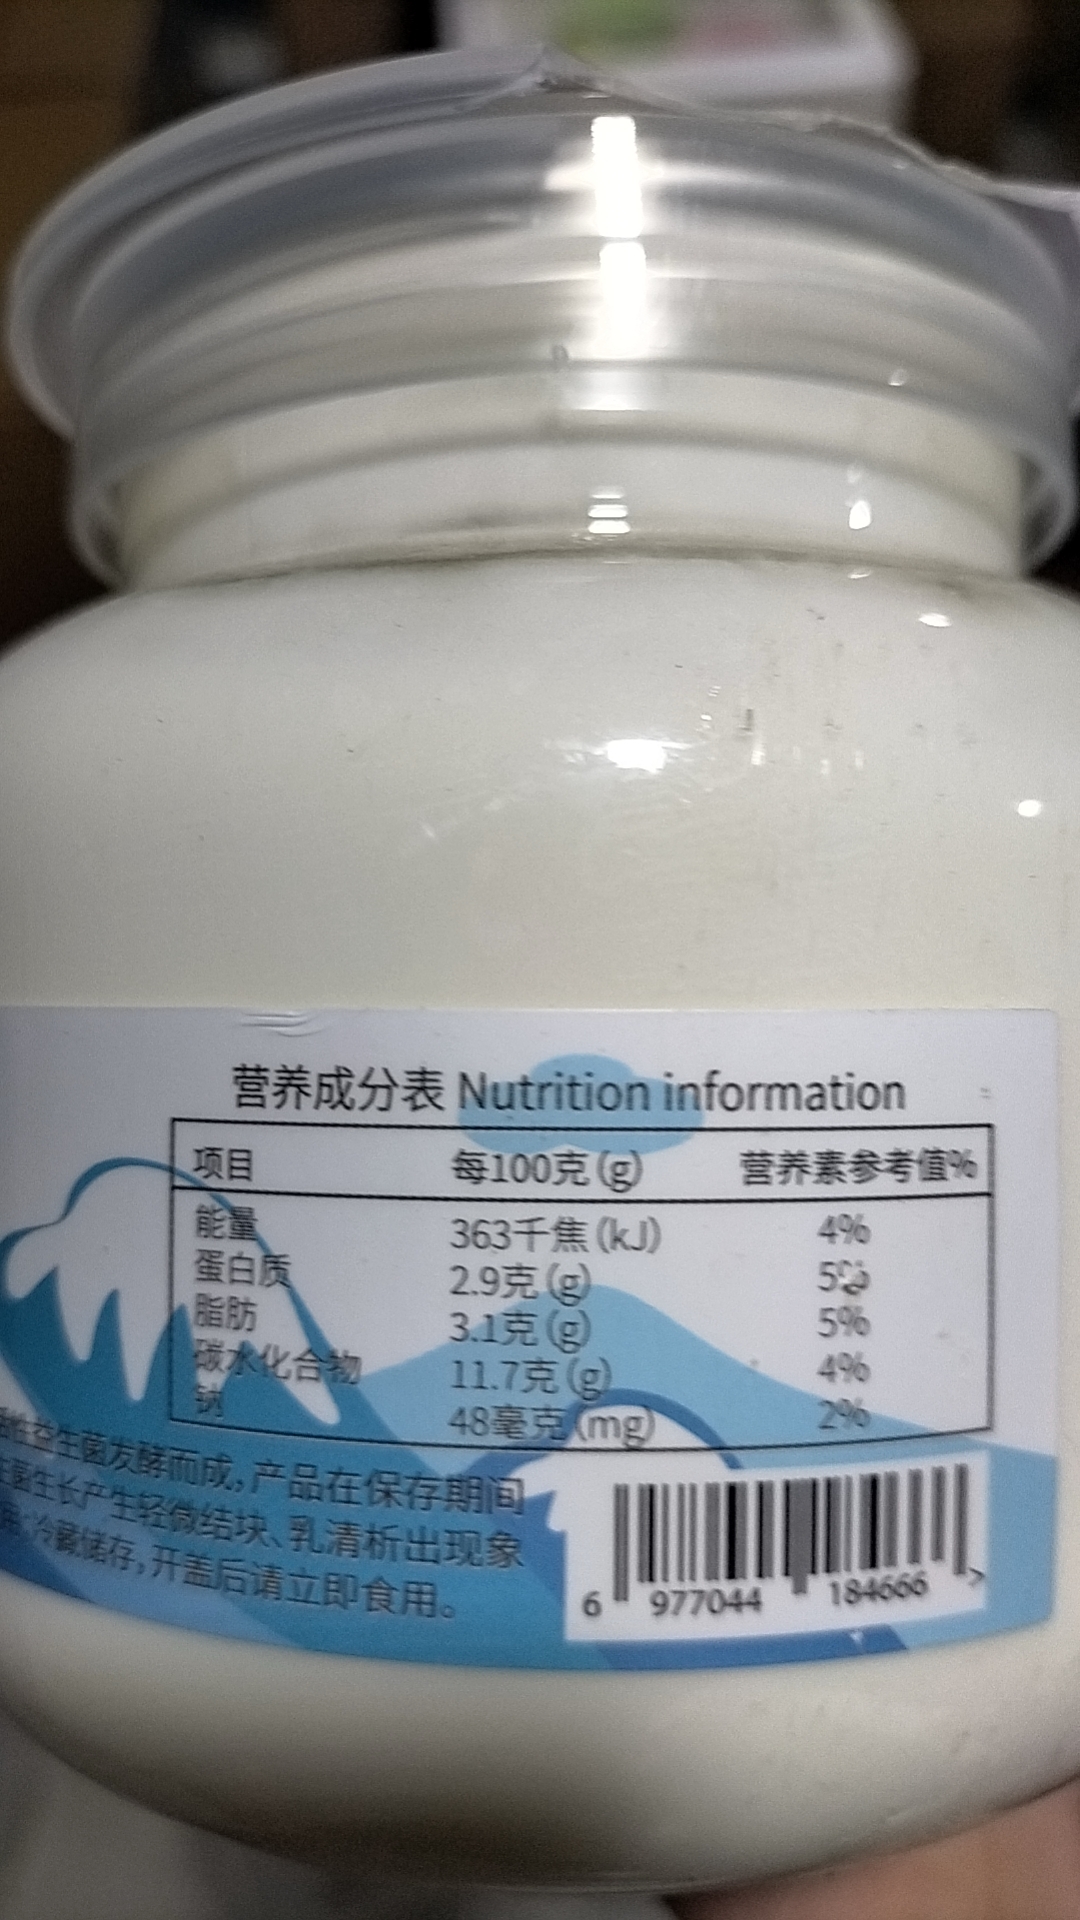 营养成分表 Nutrition information
项目 每100克(g) 营养素参考值%
能量 363千焦(kJ) 4%
蛋白质 2.9克(g) 5%
脂肪 3.1克(g) 5%
碳水化合物 11.7克(g) 4%
钠 48毫克(mg) 2%
性益生菌发酵而成,产品在保存期间
菌生长产生轻微结块、乳清析出现象
冷藏储存,开盖后请立即食用。
6 977044 184666 >